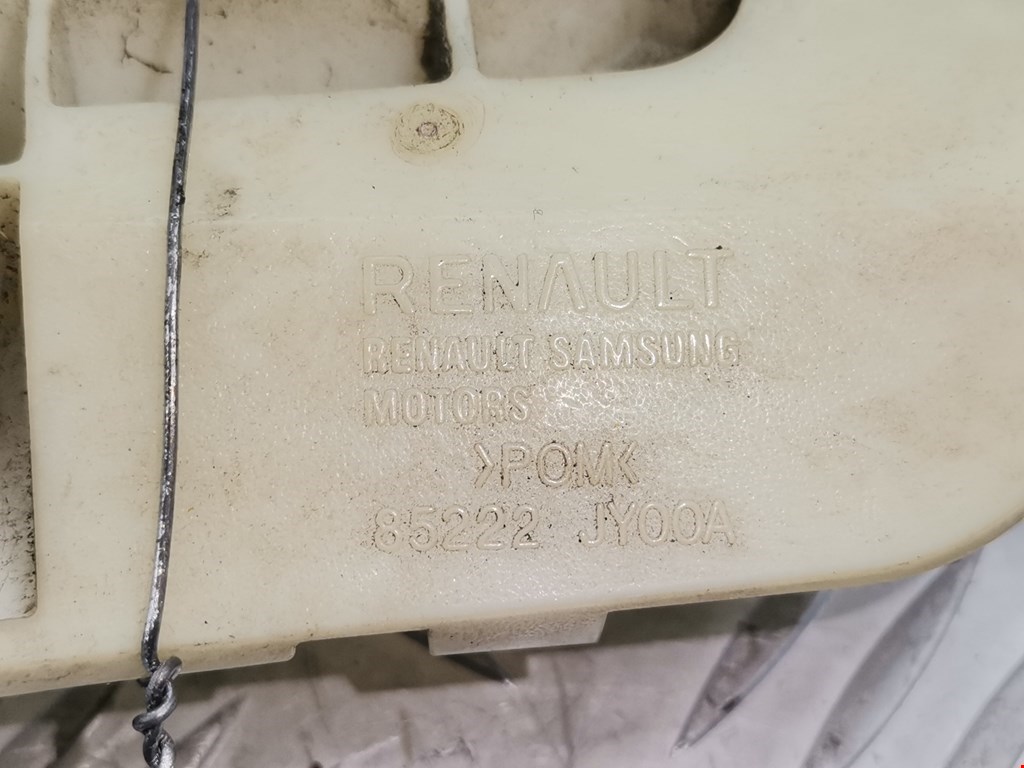 RENAULT
RENAULT SAMSUNG
MOTORS
>POM<
85222 JY00A